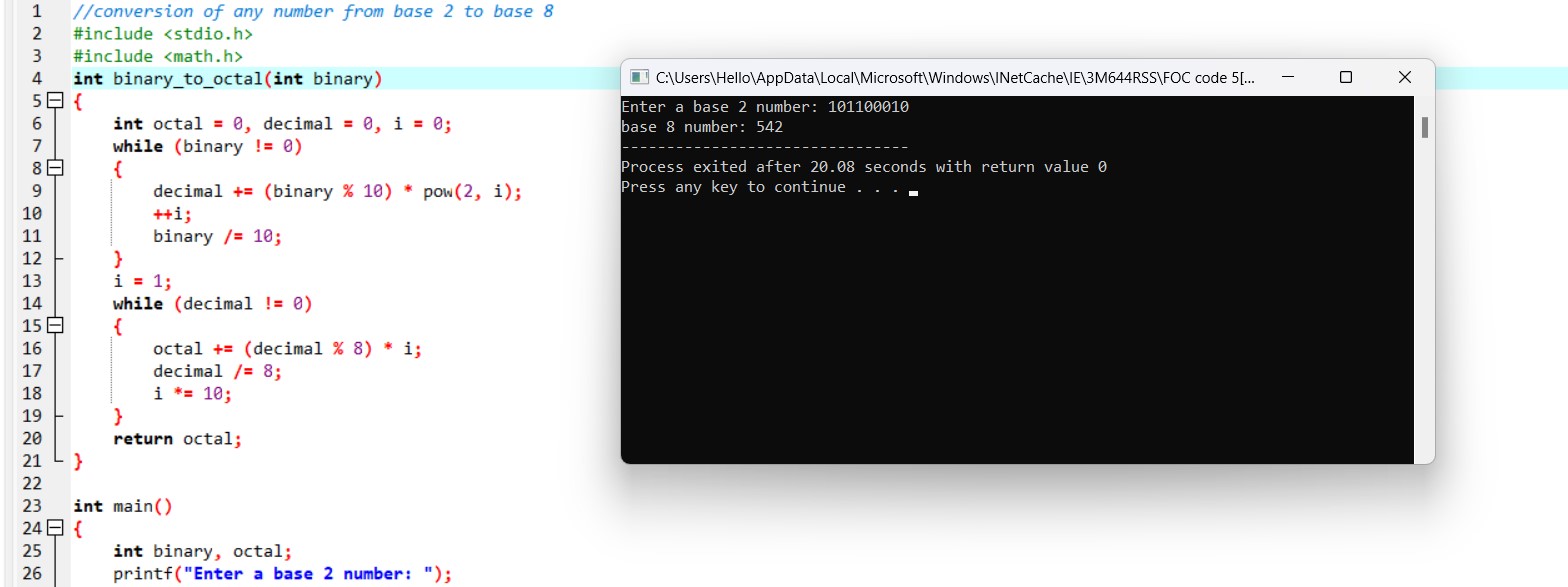 1 //conversion of any number from base 2 to base 8
2 #include <stdio.h>
3 #include <math.h>
4 int binary_to_octal(int binary)
5 {
6 int octal = 0, decimal = 0, i = 0;
7 while (binary != 0)
8 {
9 decimal += (binary % 10) * pow(2, i);
10 ++i;
11 binary /= 10;
12 }
13 i = 1;
14 while (decimal != 0)
15 {
16 octal += (decimal % 8) * i;
17 decimal /= 8;
18 i *= 10;
19 }
20 return octal;
21 }
22
23 int main()
24 {
25 int binary, octal;
26 printf("Enter a base 2 number: ");
C:\Users\Hello\AppData\Local\Microsoft\Windows\INetCache\IE\3M644RSS\FOC code 5[...
Enter a base 2 number: 101100010
base 8 number: 542
--------------------------------
Process exited after 20.08 seconds with return value 0
Press any key to continue . . .